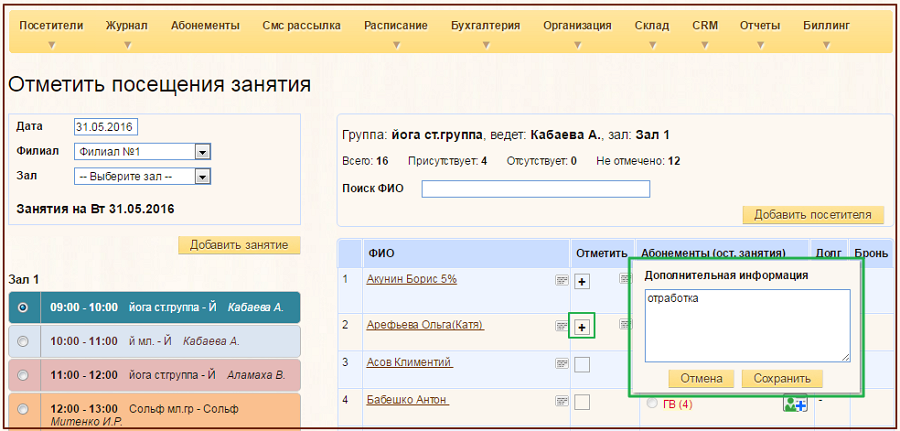 Посетители Журнал Абонементы Смс рассылка Расписание Бухгалтерия Организация Склад CRM Отчеты Биллинг
Отметить посещения занятия
Дата 31.05.2016
Филиал Филиал №1
Зал -- Выберите зал --
Занятия на Вт 31.05.2016
Добавить занятие
Зал 1
09:00 - 10:00 йога ст.группа - Й Кабаева А.
10:00 - 11:00 й мл. - Й Кабаева А.
11:00 - 12:00 йога стгруппа - Й Аламаха В.
12:00 - 13:00 Сольф мл.гр - Сольф
Митенко И.Р.
Группа: йога ст.группа, ведет: Кабаева А., зал: Зал 1
Всего: 16 Присутствует: 4 Отсутствует: 0 Не отмечено: 12
Поиск ФИО
Добавить посетителя
ФИО Отметить Абонементы (ост. занятия) Долг Бронь
1 Акунин Борис 5% +
2 Арефьева Ольга(Катя) +
3 Асов Климентий
4 Бабешко Антон ГВ (4) -
Дополнительная информация
отработка
Отмена Сохранить